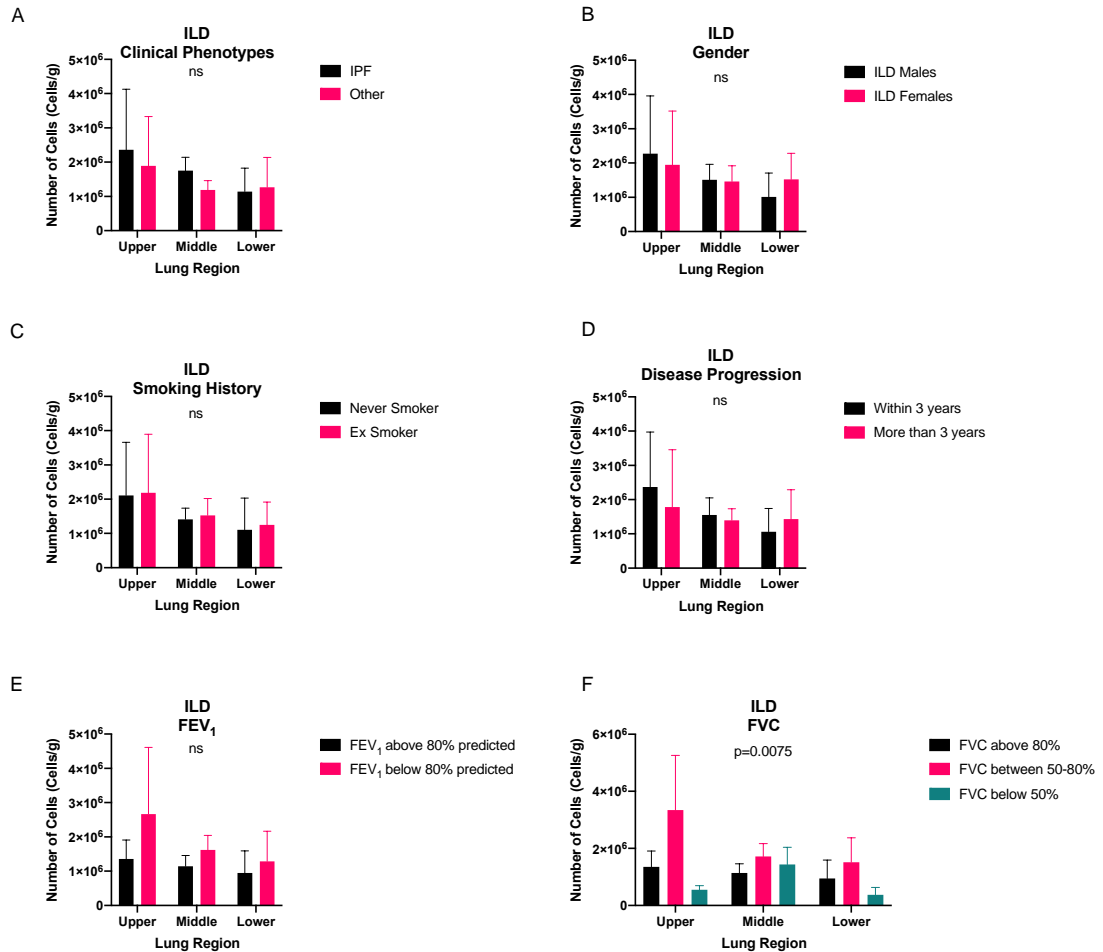 A
ILD
Clinical Phenotypes
ns
5×10⁶
4×10⁶
3×10⁶
2×10⁶
1×10⁶
0
Number of Cells (Cells/g)
Upper Middle Lower
Lung Region
IPF
Other
B
ILD
Gender
ns
5×10⁶
4×10⁶
3×10⁶
2×10⁶
1×10⁶
0
Number of Cells (Cells/g)
Upper Middle Lower
Lung Region
ILD Males
ILD Females
C
ILD
Smoking History
ns
5×10⁶
4×10⁶
3×10⁶
2×10⁶
1×10⁶
0
Number of Cells (Cells/g)
Upper Middle Lower
Lung Region
Never Smoker
Ex Smoker
D
ILD
Disease Progression
ns
5×10⁶
4×10⁶
3×10⁶
2×10⁶
1×10⁶
0
Number of Cells (Cells/g)
Upper Middle Lower
Lung Region
Within 3 years
More than 3 years
E
ILD
FEV₁
ns
5×10⁶
4×10⁶
3×10⁶
2×10⁶
1×10⁶
0
Number of Cells (Cells/g)
Upper Middle Lower
Lung Region
FEV₁ above 80% predicted
FEV₁ below 80% predicted
F
ILD
FVC
p=0.0075
6×10⁶
4×10⁶
2×10⁶
0
Number of Cells (Cells/g)
Upper Middle Lower
Lung Region
FVC above 80%
FVC between 50-80%
FVC below 50%